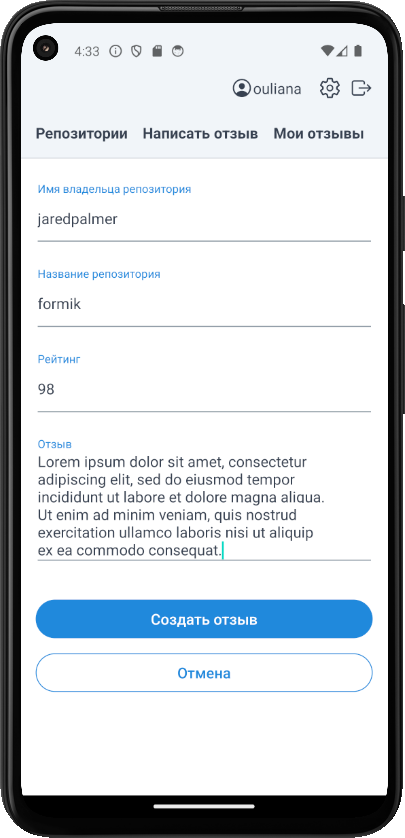 4:33
ouliana
Репозитории Написать отзыв Мои отзывы
Имя владельца репозитория
jaredpalmer
Название репозитория
formik
Рейтинг
98
Отзыв
Lorem ipsum dolor sit amet, consectetur
adipiscing elit, sed do eiusmod tempor
incididunt ut labore et dolore magna aliqua.
Ut enim ad minim veniam, quis nostrud
exercitation ullamco laboris nisi ut aliquip
ex ea commodo consequat.
Создать отзыв
Отмена